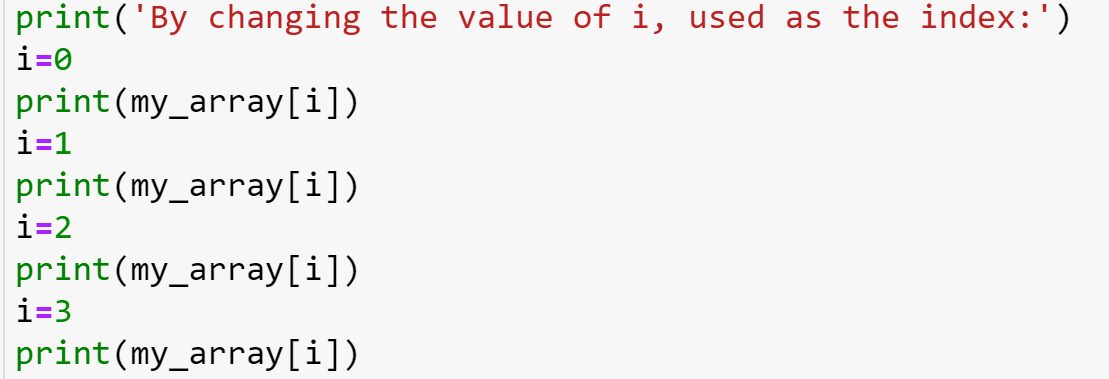 print('By changing the value of i, used as the index:')
i=0
print(my_array[i])
i=1
print(my_array[i])
i=2
print(my_array[i])
i=3
print(my_array[i])